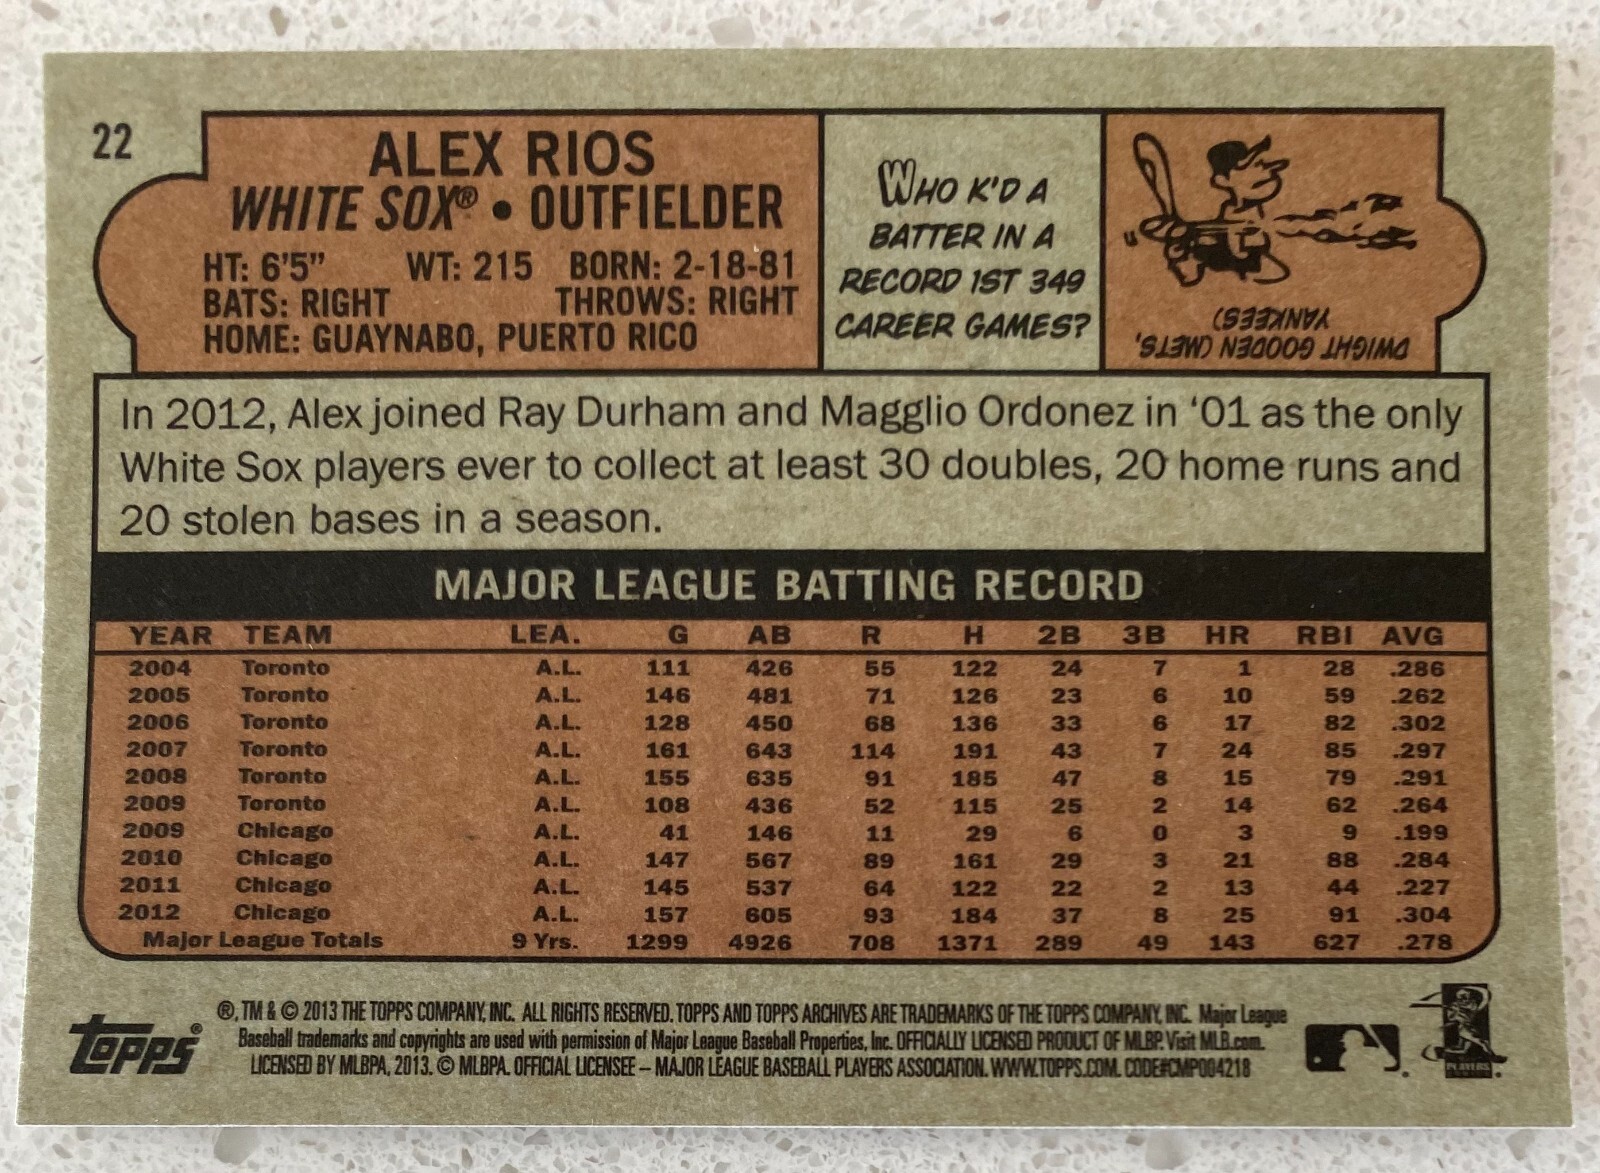 22
ALEX RIOS
WHITE SOX® • OUTFIELDER
HT: 6'5" WT: 215 BORN: 2-18-81
BATS: RIGHT THROWS: RIGHT
HOME: GUAYNABO, PUERTO RICO
WHO K'D A
BATTER IN A
RECORD 1ST 349
CAREER GAMES?
DWIGHT GOODEN (METS,
YANKEES)
In 2012, Alex joined Ray Durham and Magglio Ordonez in ‘01 as the only
White Sox players ever to collect at least 30 doubles, 20 home runs and
20 stolen bases in a season.
MAJOR LEAGUE BATTING RECORD
YEAR TEAM LEA. G AB R H 2B 3B HR RBI AVG
2004 Toronto A.L. 111 426 55 122 24 7 1 28 .286
2005 Toronto A.L. 146 481 71 126 23 6 10 59 .262
2006 Toronto A.L. 128 450 68 136 33 6 17 82 .302
2007 Toronto A.L. 161 643 114 191 43 7 24 85 .297
2008 Toronto A.L. 155 635 91 185 47 8 15 79 .291
2009 Toronto A.L. 108 436 52 115 25 2 14 62 .264
2009 Chicago A.L. 41 146 11 29 6 0 3 9 .199
2010 Chicago A.L. 147 567 89 161 29 3 21 88 .284
2011 Chicago A.L. 145 537 64 122 22 2 13 44 .227
2012 Chicago A.L. 157 605 93 184 37 8 25 91 .304
Major League Totals 9 Yrs. 1299 4926 708 1371 289 49 143 627 .278
Topps®
®, TM & © 2013 THE TOPPS COMPANY, INC. ALL RIGHTS RESERVED. TOPPS AND TOPPS ARCHIVES ARE TRADEMARKS OF THE TOPPS COMPANY, INC. Major League
Baseball trademarks and copyrights are used with permission of Major League Baseball Properties, Inc. OFFICIALLY LICENSED PRODUCT OF MLBP. Visit MLB.com.
LICENSED BY MLBPA, 2013. © MLBPA. OFFICIAL LICENSEE – MAJOR LEAGUE BASEBALL PLAYERS ASSOCIATION. WWW.TOPPS.COM. CODE#CMP004218
PLAYERS